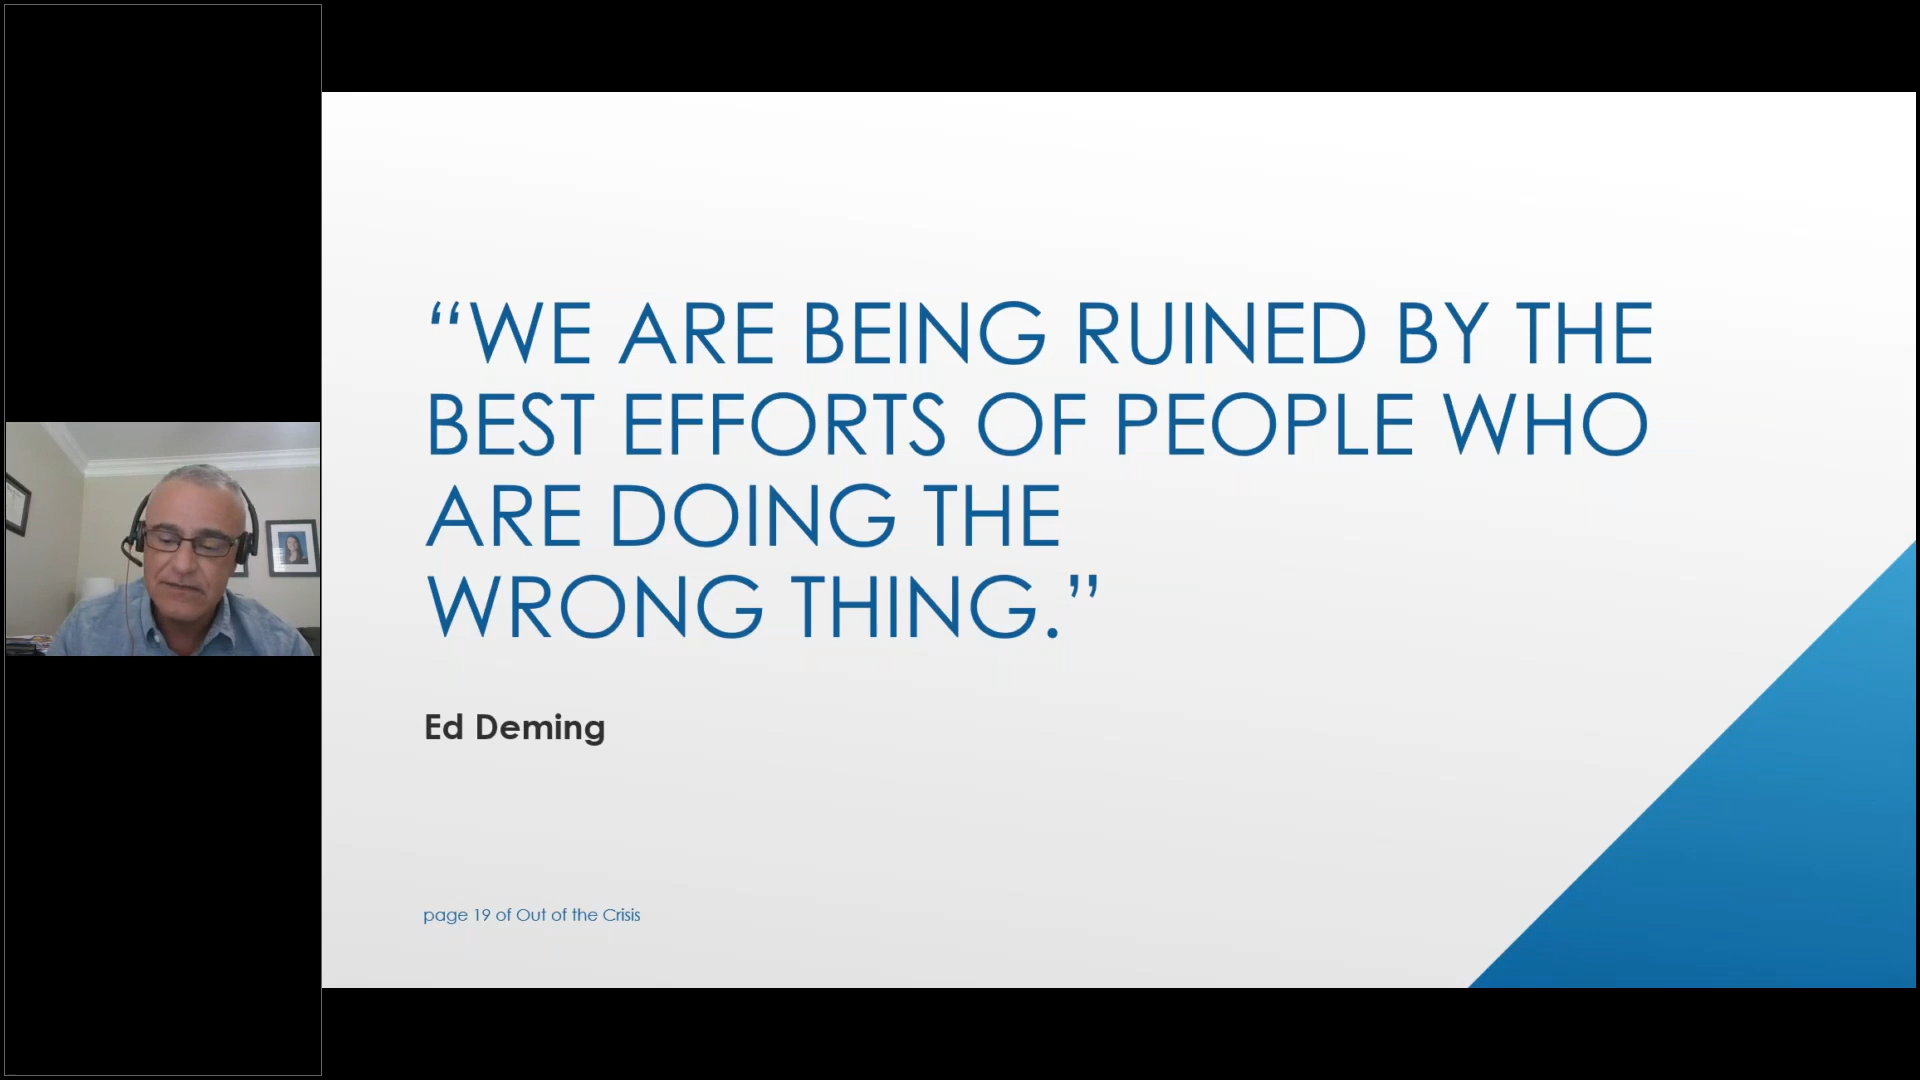 “WE ARE BEING RUINED BY THE
BEST EFFORTS OF PEOPLE WHO
ARE DOING THE
WRONG THING.”
Ed Deming
page 19 of Out of the Crisis